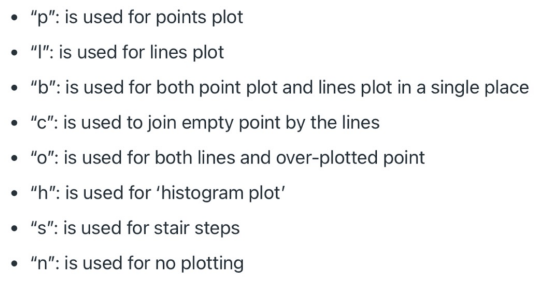 • “p”: is used for points plot
• “l”: is used for lines plot
• “b”: is used for both point plot and lines plot in a single place
• “c”: is used to join empty point by the lines
• “o”: is used for both lines and over-plotted point
• “h”: is used for ‘histogram plot’
• “s”: is used for stair steps
• “n”: is used for no plotting